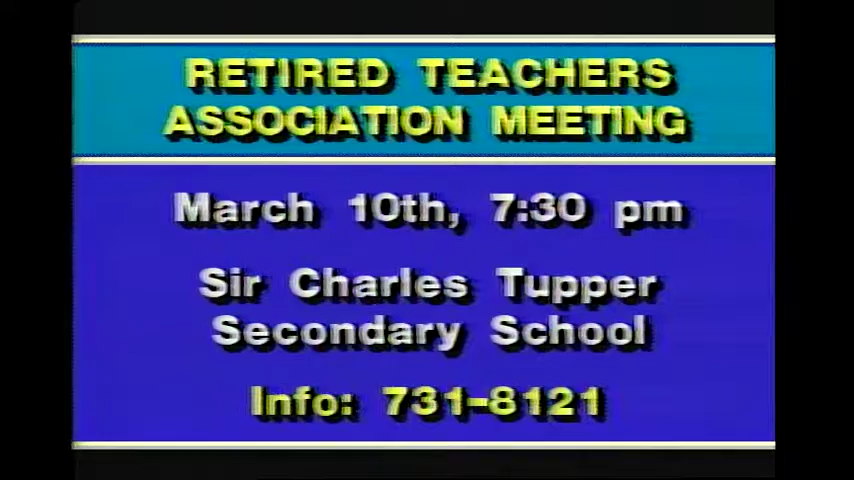 RETIRED TEACHERS
ASSOCIATION MEETING
March 10th, 7:30 pm
Sir Charles Tupper
Secondary School
Info: 731-8121